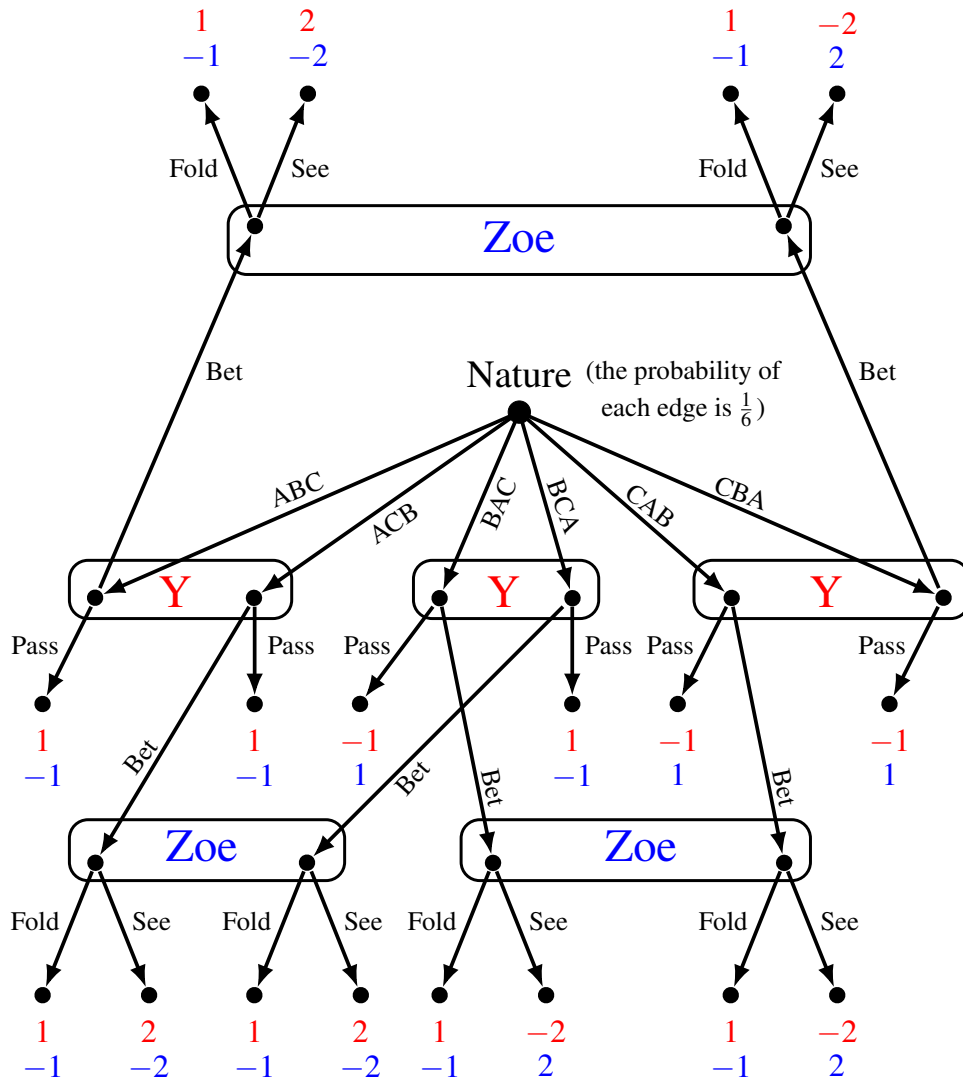 1 2 1 −2
−1 −2 −1 2
Fold See Fold See
Zoe
Bet Bet
Nature (the probability of
each edge is 1/6)
ABC ACB BAC BCA CAB CBA
Y Y Y
Pass Pass Pass Pass Pass Pass
1 1 −1 1 −1 −1
−1 −1 1 −1 1 1
Bet Bet Bet Bet
Zoe Zoe
Fold See Fold See Fold See Fold See
1 2 1 2 1 −2 1 −2
−1 −2 −1 −2 −1 2 −1 2